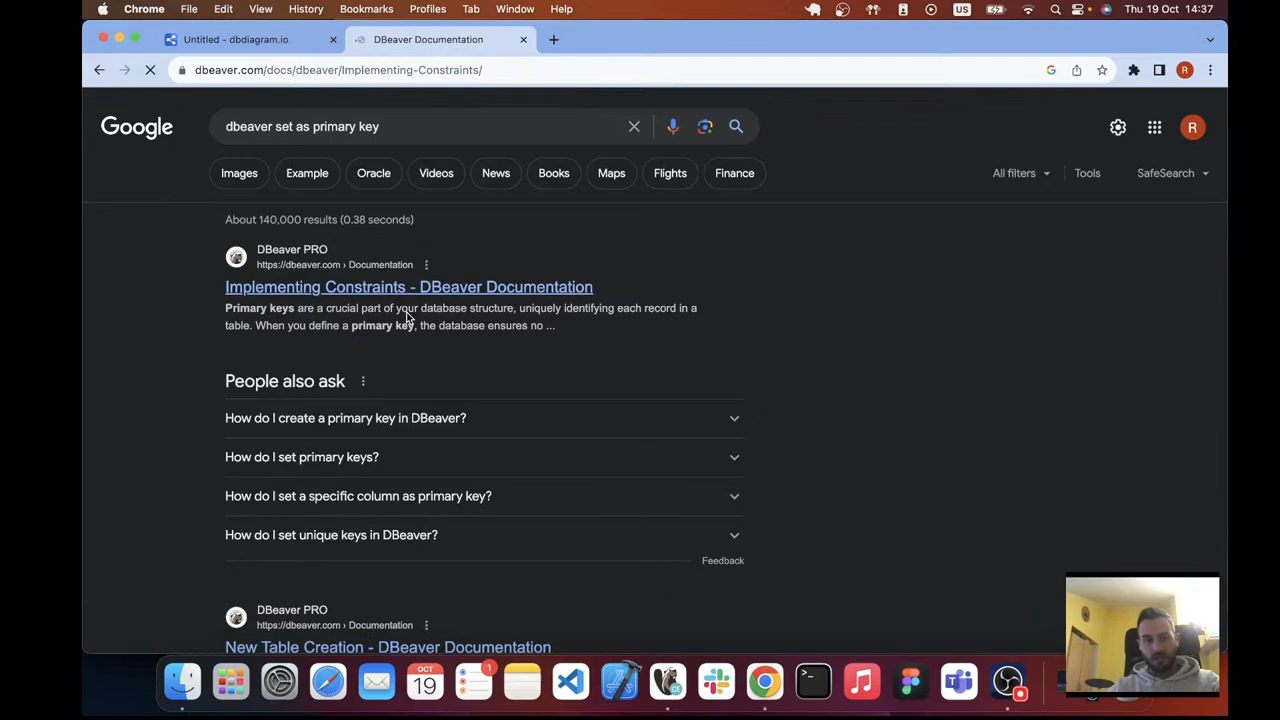 Chrome File Edit View History Bookmarks Profiles Tab Window Help US Thu 19 Oct 14:37
Untitled - dbdiagram.io DBeaver Documentation
dbeaver.com/docs/dbeaver/Implementing-Constraints/ G R
Google dbeaver set as primary key R
Images Example Oracle Videos News Books Maps Flights Finance All filters Tools SafeSearch
About 140,000 results (0.38 seconds)
DBeaver PRO
https://dbeaver.com › Documentation
Implementing Constraints - DBeaver Documentation
Primary keys are a crucial part of your database structure, uniquely identifying each record in a
table. When you define a primary key, the database ensures no ...
People also ask
How do I create a primary key in DBeaver?
How do I set primary keys?
How do I set a specific column as primary key?
How do I set unique keys in DBeaver?
Feedback
DBeaver PRO
https://dbeaver.com › Documentation
New Table Creation - DBeaver Documentation
OCT
19
1